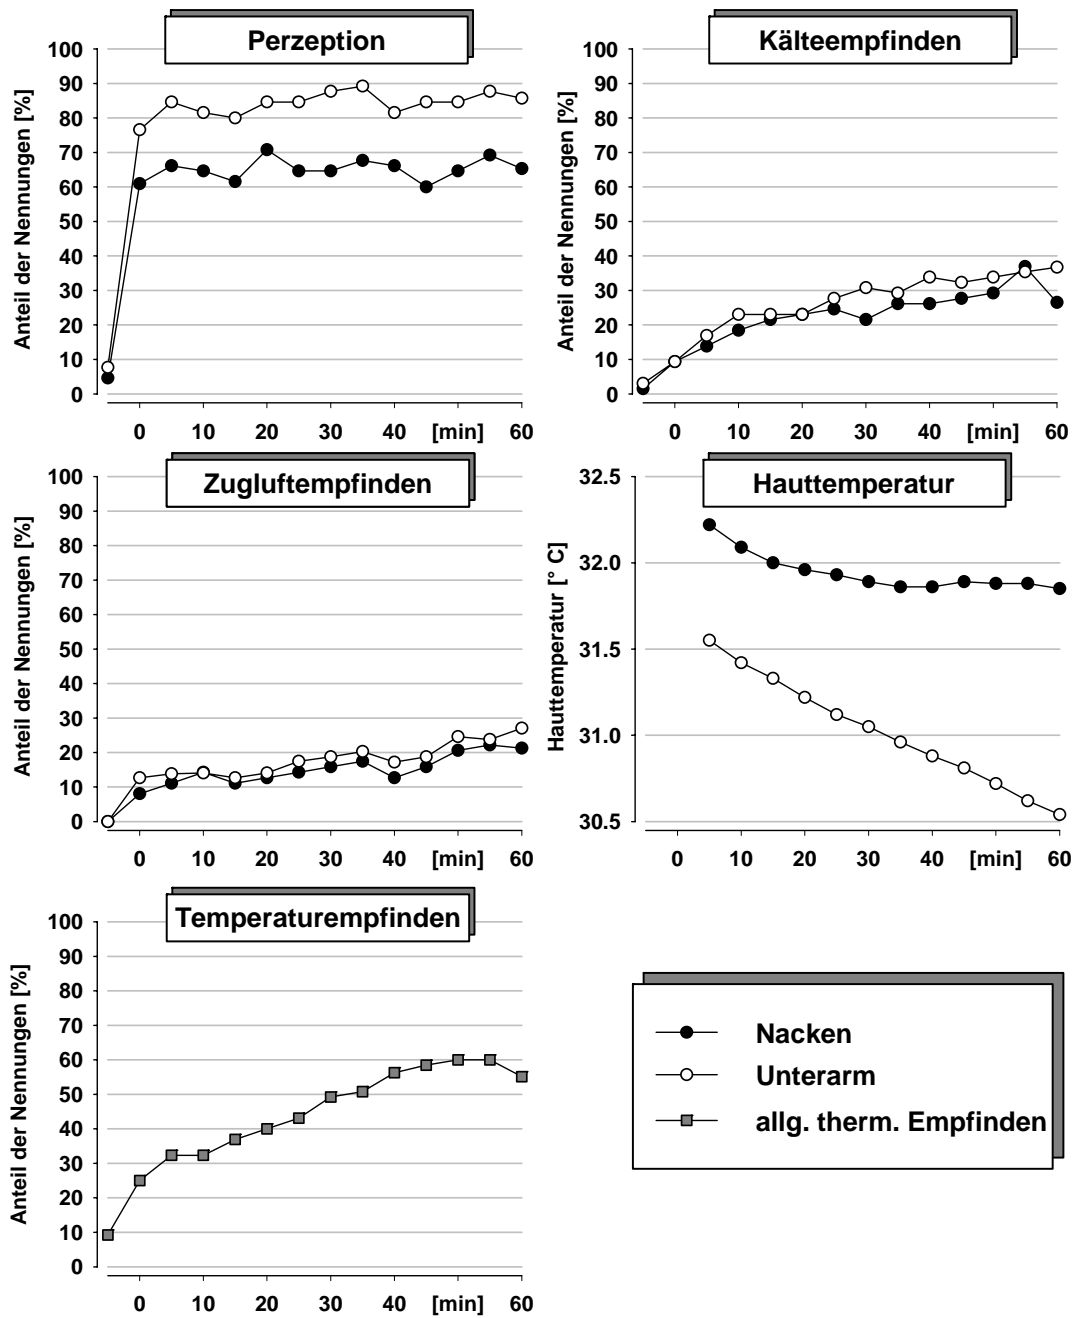 Perzeption
Anteil der Nennungen [%]
100
90
80
70
60
50
40
30
20
10
0
0 10 20 30 40 [min] 60
Kälteempfinden
Anteil der Nennungen [%]
100
90
80
70
60
50
40
30
20
10
0
0 10 20 30 40 [min] 60
Zugluftempfinden
Anteil der Nennungen [%]
100
90
80
70
60
50
40
30
20
10
0
0 10 20 30 40 [min] 60
Hauttemperatur
Hauttemperatur [° C]
32.5
32.0
31.5
31.0
30.5
0 10 20 30 40 [min] 60
Temperaturempfinden
Anteil der Nennungen [%]
100
90
80
70
60
50
40
30
20
10
0
0 10 20 30 40 [min] 60
Nacken
Unterarm
allg. therm. Empfinden